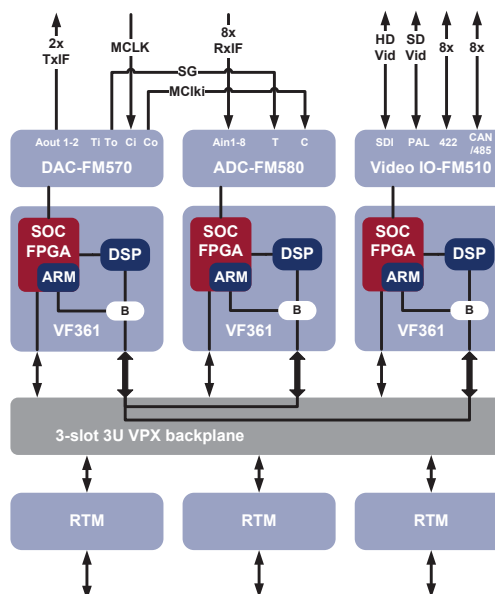 2x
TxIF
MCLK
8x
RxIF
HD
Vid
SD
Vid
8x
8x
SG
MClki
Aout 1-2 Ti To Ci Co
DAC-FM570
Ain1-8 T C
ADC-FM580
SDI PAL 422 CAN
/485
Video IO-FM510
SOC
FPGA
ARM
DSP
B
VF361
SOC
FPGA
ARM
DSP
B
VF361
SOC
FPGA
ARM
DSP
B
VF361
3-slot 3U VPX backplane
RTM
RTM
RTM